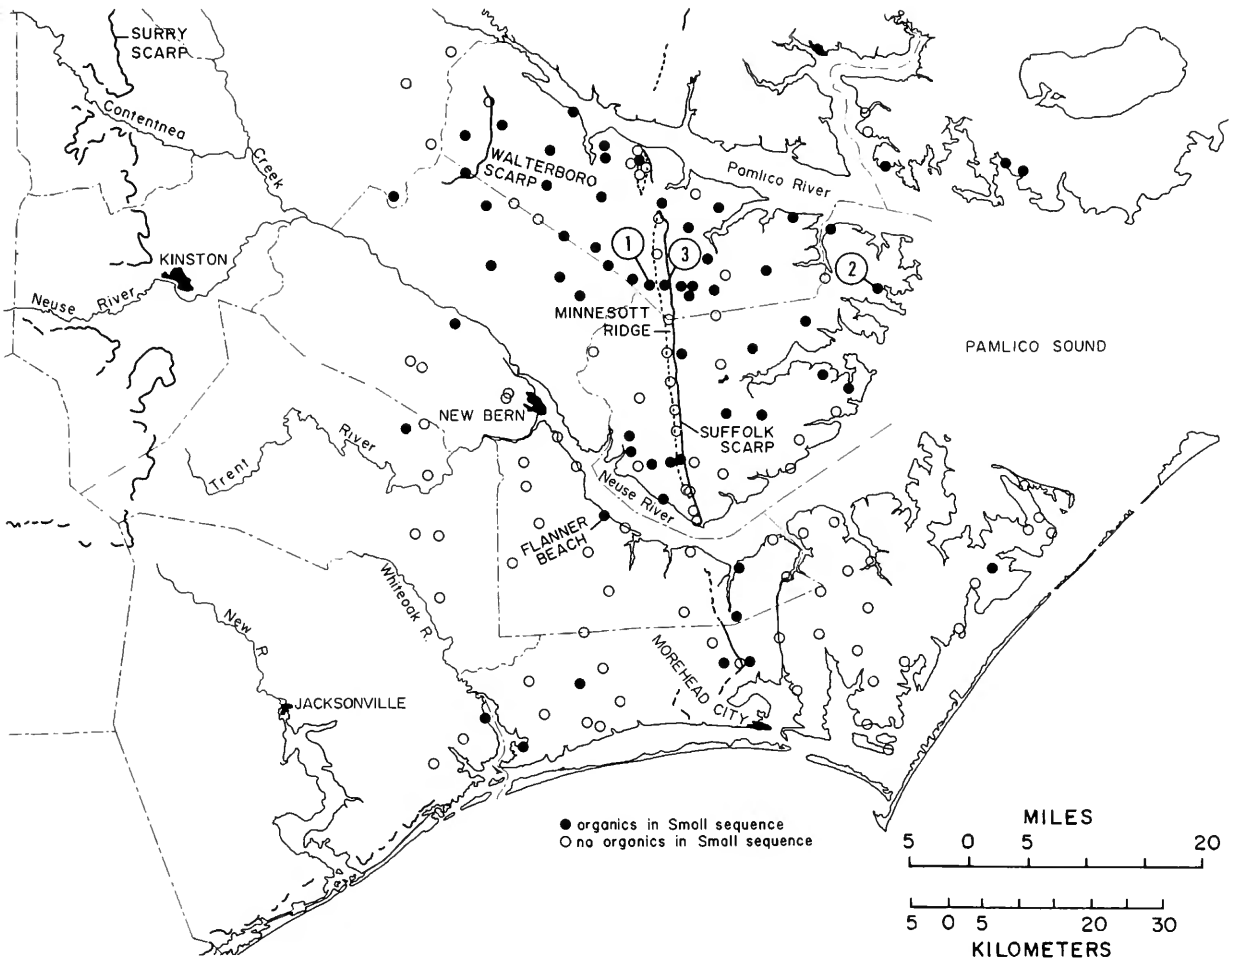 SURRY
SCARP
Contentnea
Creek
WALTERBORO
SCARP
Pamlico River
KINSTON
Neuse River
1
3
2
MINNESOTT
RIDGE
PAMLICO SOUND
NEW BERN
SUFFOLK
SCARP
Trent River
Neuse River
FLANNER
BEACH
Whiteoak R.
New R.
MOREHEAD CITY
JACKSONVILLE
organics in Small sequence
no organics in Small sequence
MILES
5 0 5 20
5 0 5 20 30
KILOMETERS